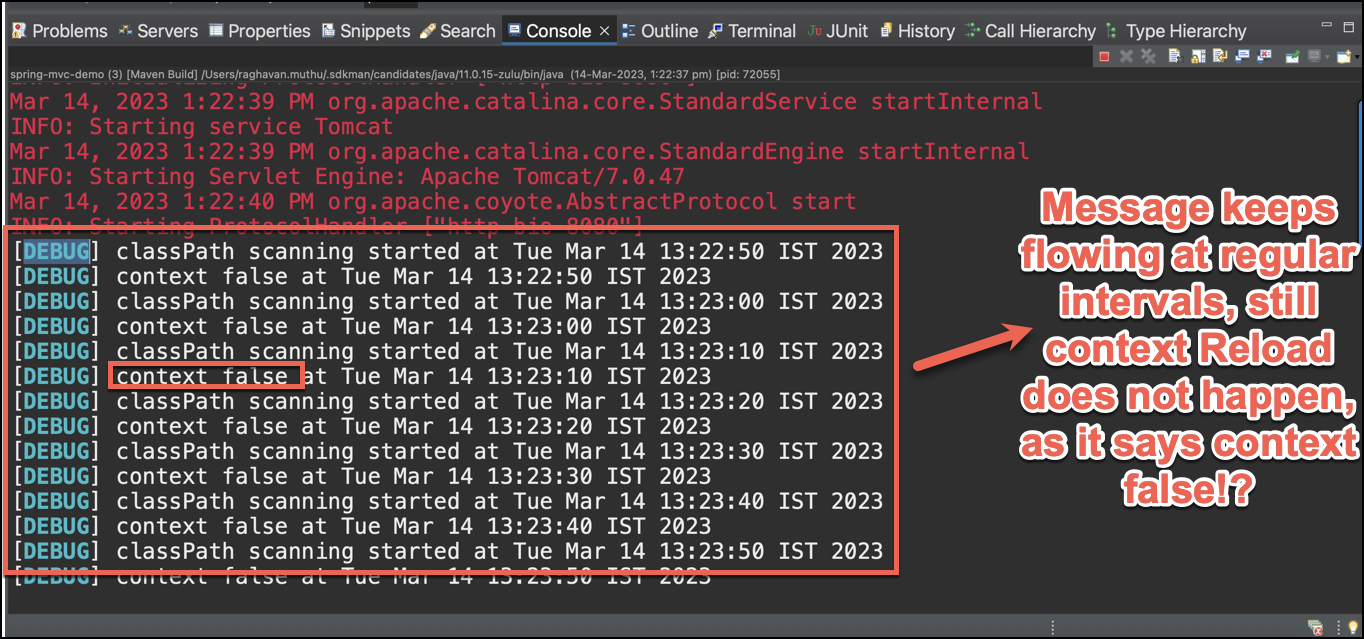 Problems Servers Properties Snippets Search Console Outline Terminal JUnit History Call Hierarchy Type Hierarchy
spring-mvc-demo (3) [Maven Build] /Users/raghavan.muthu/.sdkman/candidates/java/11.0.15-zulu/bin/java (14-Mar-2023, 1:22:37 pm) [pid: 72055]
Mar 14, 2023 1:22:39 PM org.apache.catalina.core.StandardService startInternal
INFO: Starting service Tomcat
Mar 14, 2023 1:22:39 PM org.apache.catalina.core.StandardEngine startInternal
INFO: Starting Servlet Engine: Apache Tomcat/7.0.47
Mar 14, 2023 1:22:40 PM org.apache.coyote.AbstractProtocol start
INFO: Starting ProtocolHandler ["http-bio-8080"]
[DEBUG] classPath scanning started at Tue Mar 14 13:22:50 IST 2023
[DEBUG] context false at Tue Mar 14 13:22:50 IST 2023
[DEBUG] classPath scanning started at Tue Mar 14 13:23:00 IST 2023
[DEBUG] context false at Tue Mar 14 13:23:00 IST 2023
[DEBUG] classPath scanning started at Tue Mar 14 13:23:10 IST 2023
[DEBUG] context false at Tue Mar 14 13:23:10 IST 2023
[DEBUG] classPath scanning started at Tue Mar 14 13:23:20 IST 2023
[DEBUG] context false at Tue Mar 14 13:23:20 IST 2023
[DEBUG] classPath scanning started at Tue Mar 14 13:23:30 IST 2023
[DEBUG] context false at Tue Mar 14 13:23:30 IST 2023
[DEBUG] classPath scanning started at Tue Mar 14 13:23:40 IST 2023
[DEBUG] context false at Tue Mar 14 13:23:40 IST 2023
[DEBUG] classPath scanning started at Tue Mar 14 13:23:50 IST 2023
[DEBUG] context false at Tue Mar 14 13:23:50 IST 2023
Message keeps
flowing at regular
intervals, still
context Reload
does not happen,
as it says context
false!?